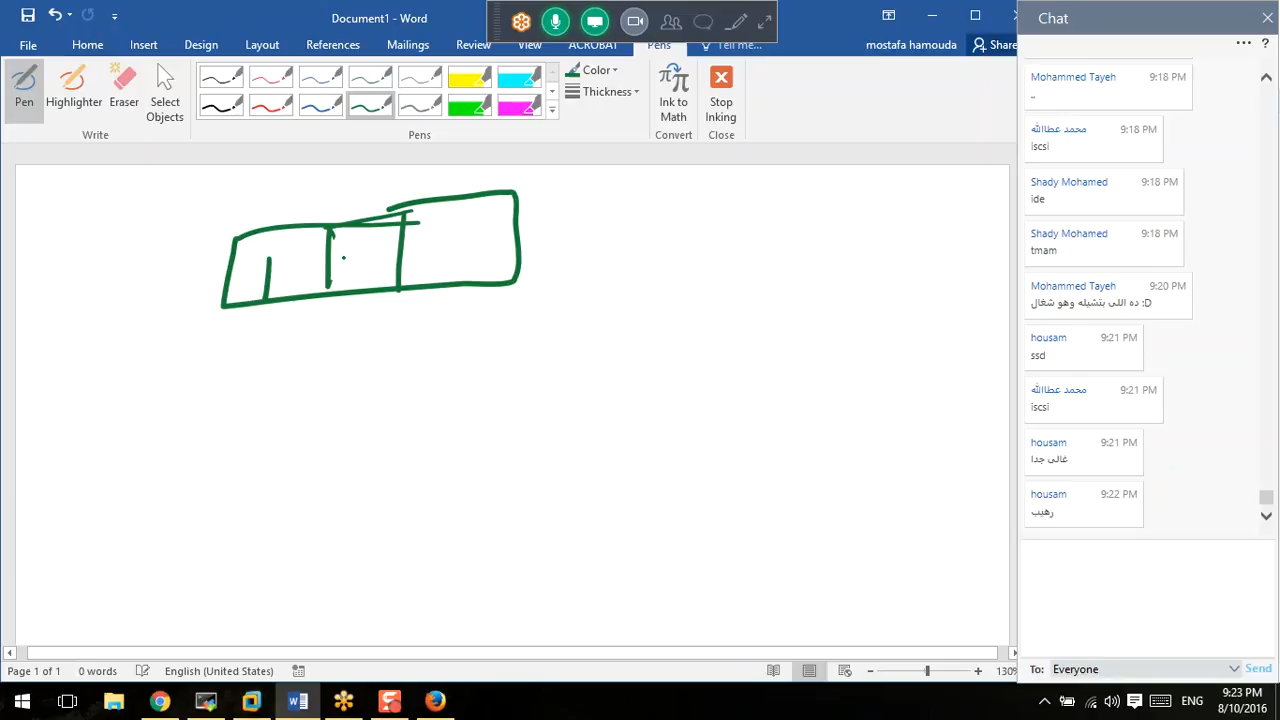 Document1 - Word
File
Home
Insert
Design
Layout
References
Mailings
Review
View
ACROBAT
Pens
Tell me...
mostafa hamouda
Share
Pen
Highlighter
Eraser
Select Objects
Write
Pens
Color
Thickness
Ink to Math
Convert
Stop Inking
Close
Chat
?
Mohammed Tayeh 9:18 PM
..
محمد عطاالله 9:18 PM
iscsi
Shady Mohamed 9:18 PM
ide
Shady Mohamed 9:18 PM
tmam
Mohammed Tayeh 9:20 PM
ده اللى بتشيله وهو شغال :D
housam 9:21 PM
ssd
محمد عطاالله 9:21 PM
iscsi
housam 9:21 PM
غالى جدا
housam 9:22 PM
رهيب
To: Everyone Send
Page 1 of 1 0 words English (United States) 130%
ENG
9:23 PM
8/10/2016